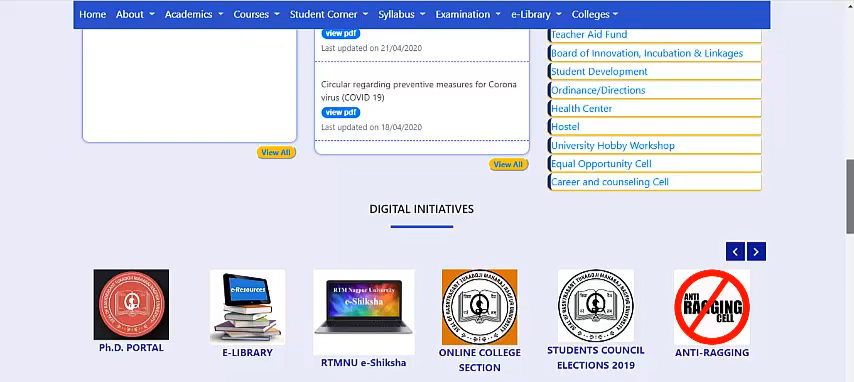 Home About Academics Courses Student Corner Syllabus Examination e-Library Colleges
view pdf
Last updated on 21/04/2020
Circular regarding preventive measures for Corona
virus (COVID 19)
view pdf
Last updated on 18/04/2020
View All
View All
Teacher Aid Fund
Board of Innovation, Incubation & Linkages
Student Development
Ordinance/Directions
Health Center
Hostel
University Hobby Workshop
Equal Opportunity Cell
Career and counseling Cell
DIGITAL INITIATIVES
Ph.D. PORTAL
e-Resources
E-LIBRARY
RTM Nagpur University
e-Shiksha
RTMNU e-Shiksha
ONLINE COLLEGE
SECTION
STUDENTS COUNCIL
ELECTIONS 2019
ANTI
RAGGING
CELL
ANTI-RAGGING